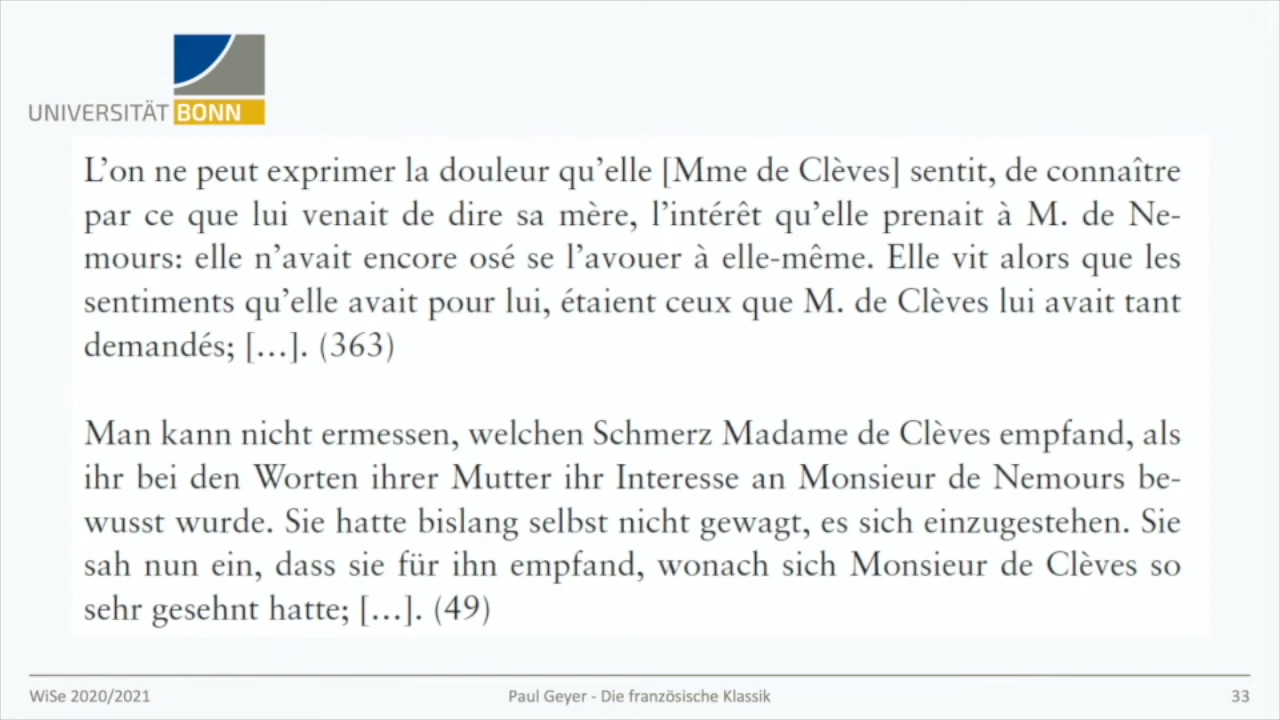 UNIVERSITÄT BONN
L’on ne peut exprimer la douleur qu’elle [Mme de Clèves] sentit, de connaître
par ce que lui venait de dire sa mère, l’intérêt qu’elle prenait à M. de Ne-
mours: elle n’avait encore osé se l’avouer à elle-même. Elle vit alors que les
sentiments qu’elle avait pour lui, étaient ceux que M. de Clèves lui avait tant
demandés; […]. (363)
Man kann nicht ermessen, welchen Schmerz Madame de Clèves empfand, als
ihr bei den Worten ihrer Mutter ihr Interesse an Monsieur de Nemours be-
wusst wurde. Sie hatte bislang selbst nicht gewagt, es sich einzugestehen. Sie
sah nun ein, dass sie für ihn empfand, wonach sich Monsieur de Clèves so
sehr gesehnt hatte; […]. (49)
WiSe 2020/2021
Paul Geyer - Die französische Klassik
33